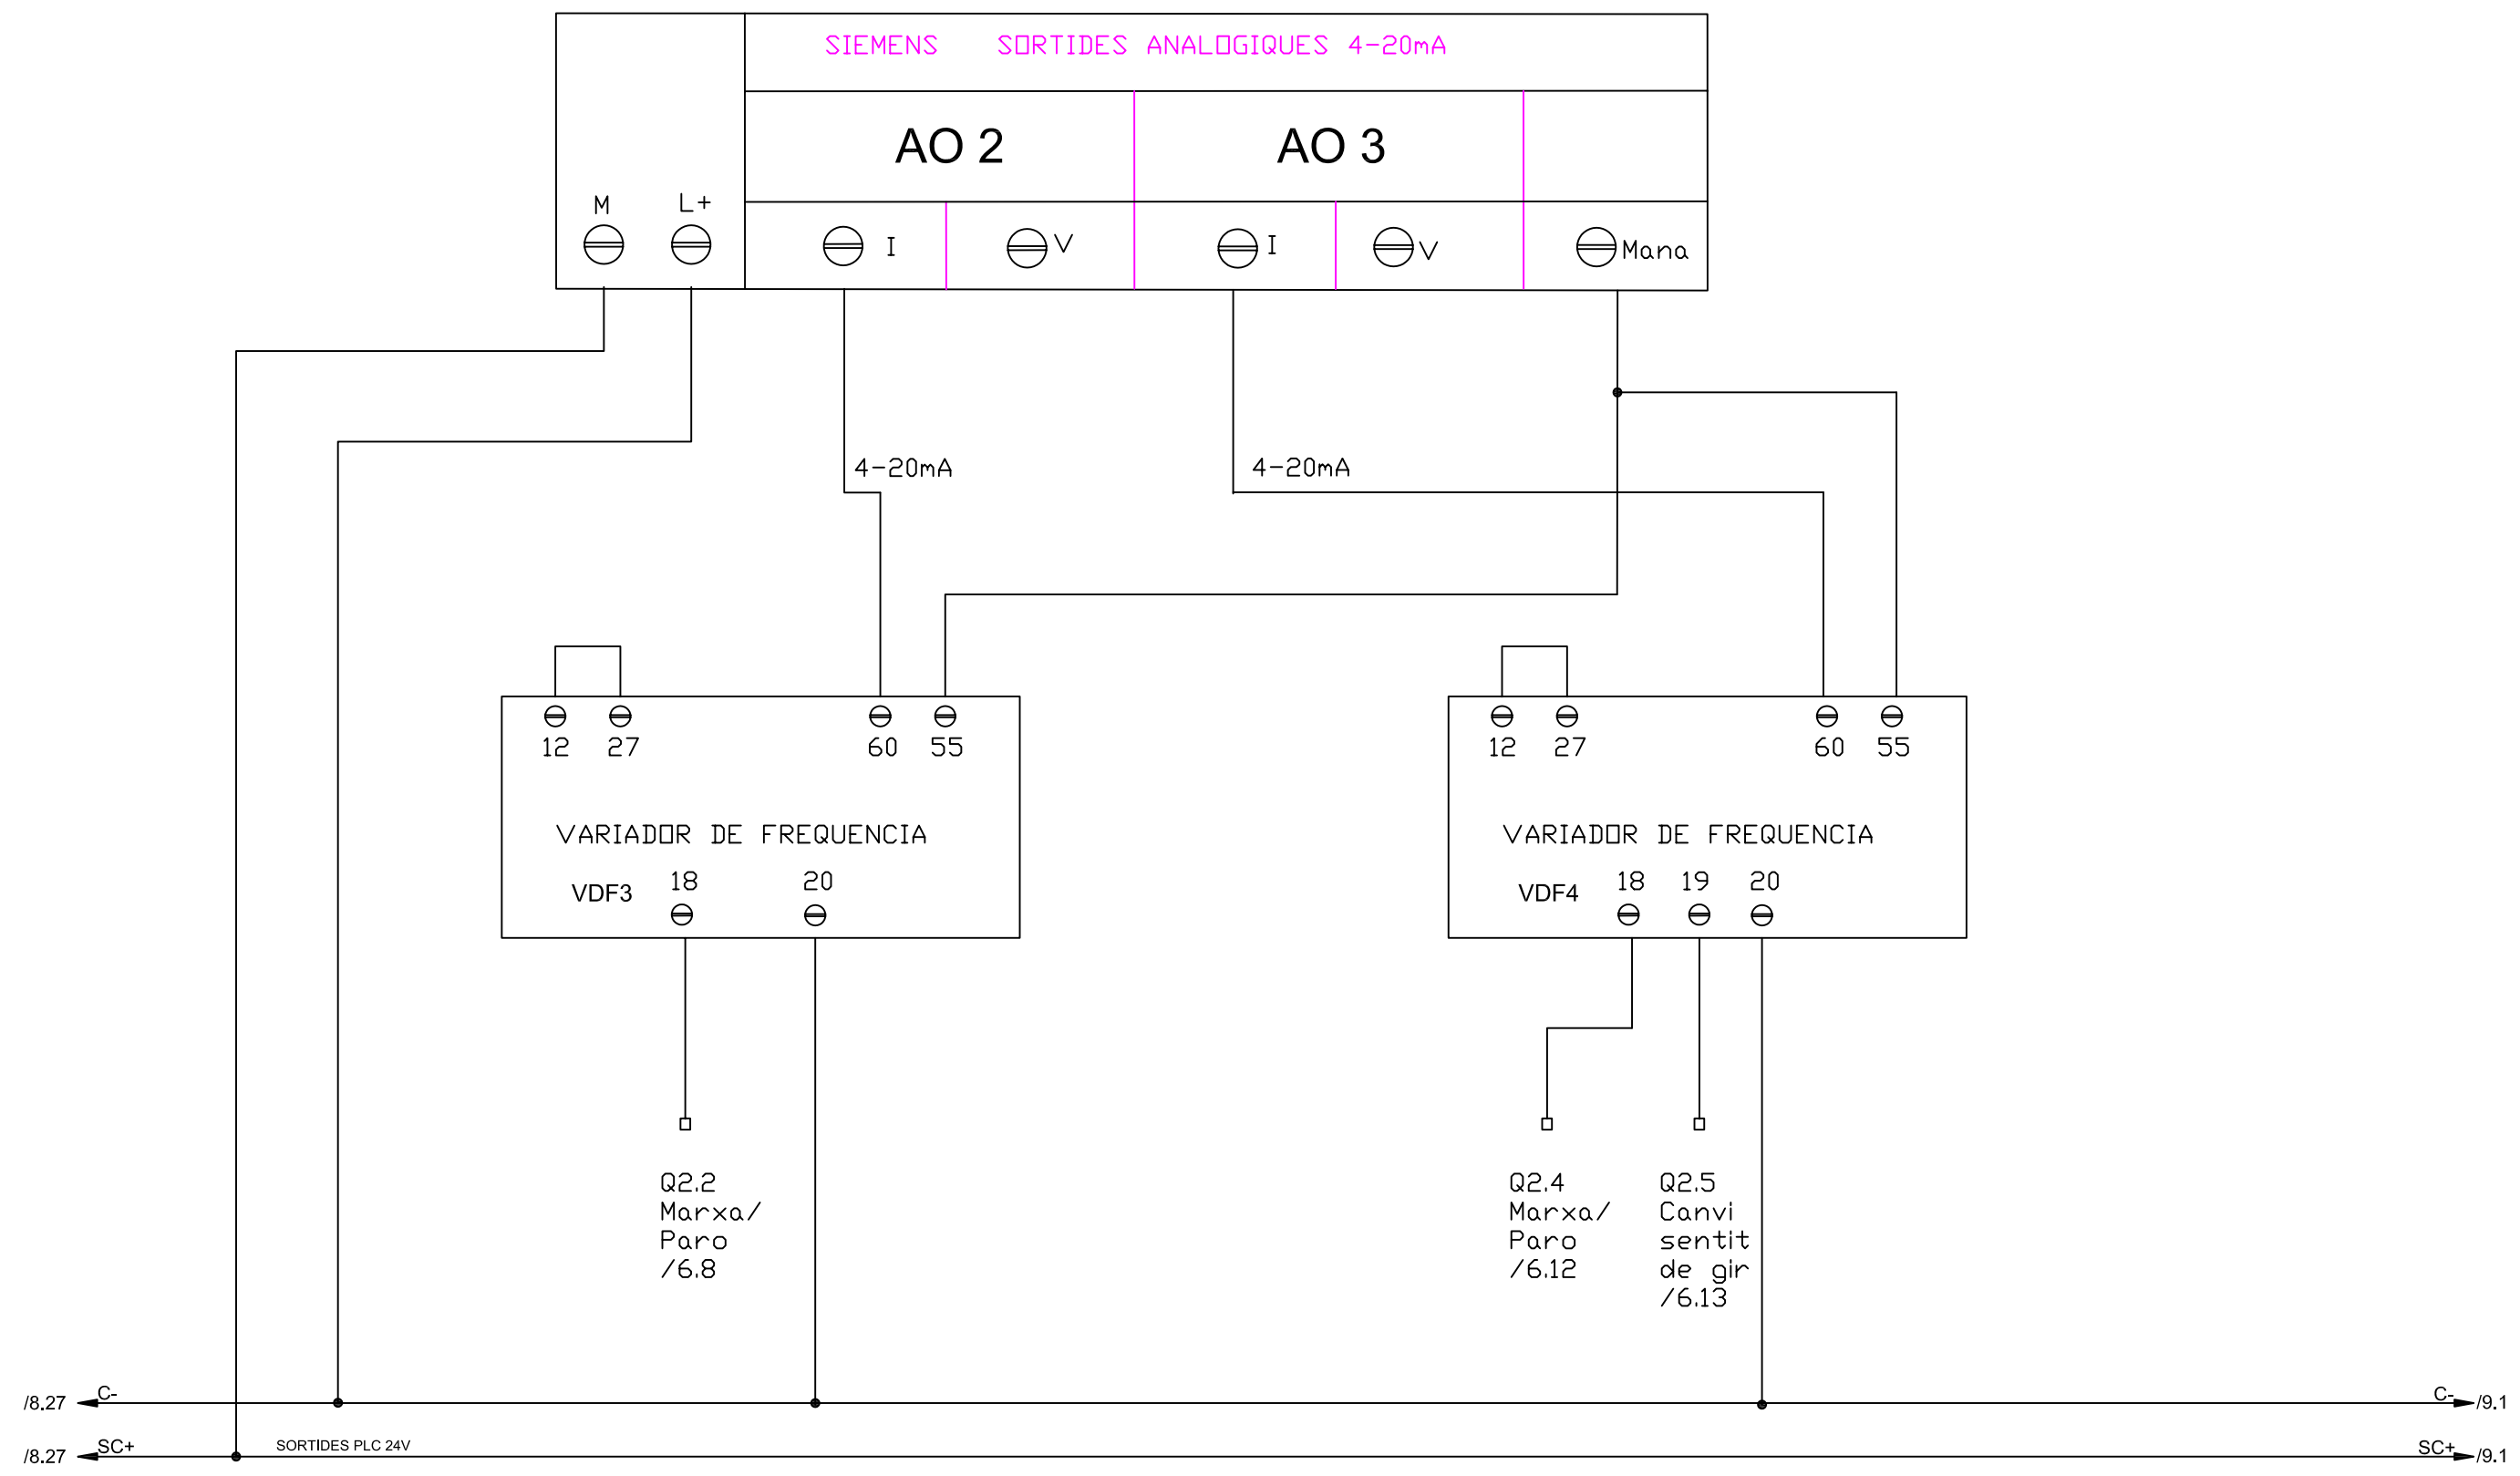 SIEMENS SORTIDES ANALOGIQUES 4-20mA
AO 2 AO 3
M L+ I V I V Mana
4-20mA 4-20mA
12 27 60 55
VARIADOR DE FREQUENCIA
VDF3 18 20
12 27 60 55
VARIADOR DE FREQUENCIA
VDF4 18 19 20
Q2.2
Marxa/
Paro
/6.8
Q2.4
Marxa/
Paro
/6.12
Q2.5
Canvi
sentit
de gir
/6.13
/8.27 C- C- /9.1
/8.27 SC+ SORTIDES PLC 24V SC+ /9.1